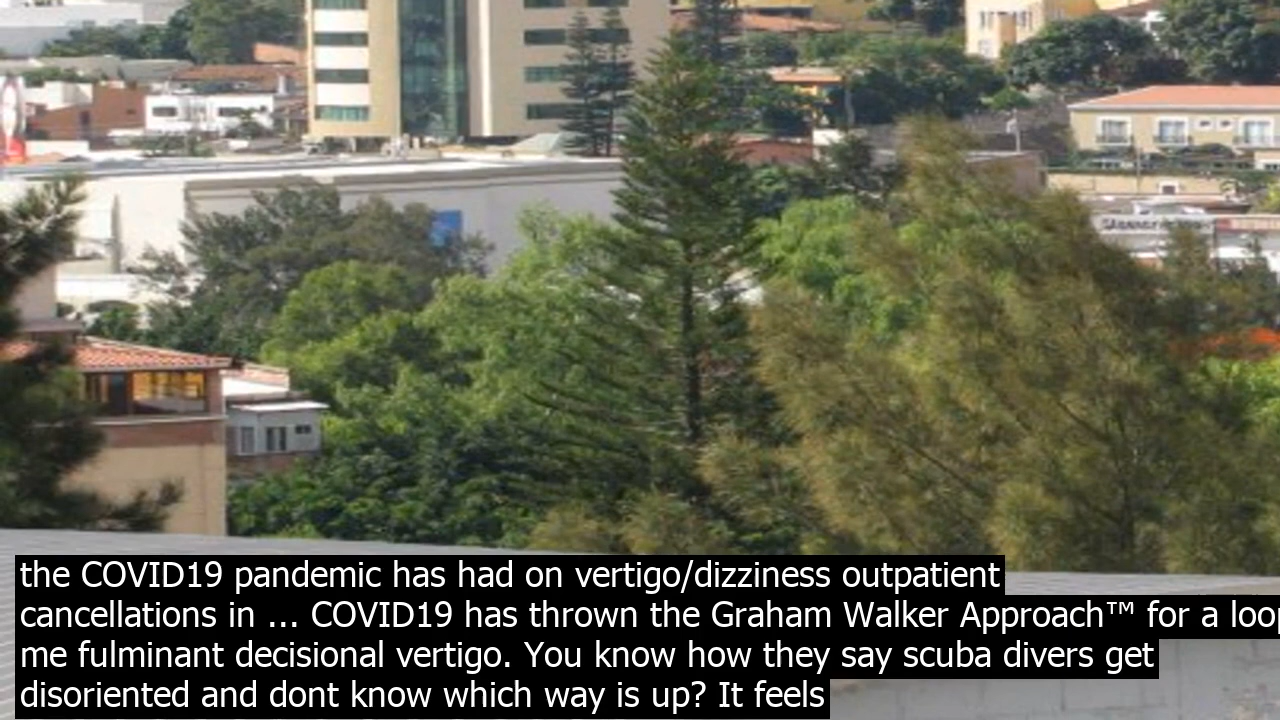 the COVID19 pandemic has had on vertigo/dizziness outpatient
cancellations in ... COVID19 has thrown the Graham Walker Approach™ for a loop
me fulminant decisional vertigo. You know how they say scuba divers get
disoriented and dont know which way is up? It feels